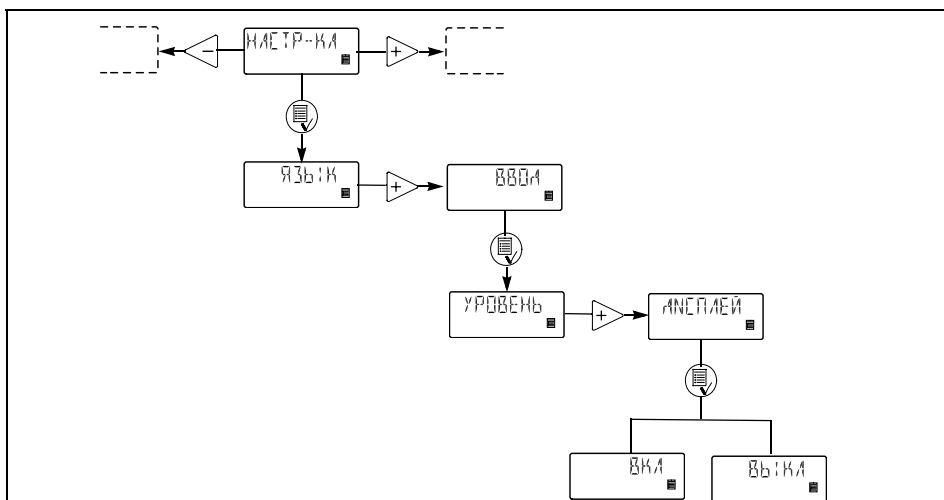 НАСТР-КА
ЯЗЫК
ВВОД
УРОВЕНЬ
ДИСПЛЕЙ
ВКЛ
ВЫКЛ